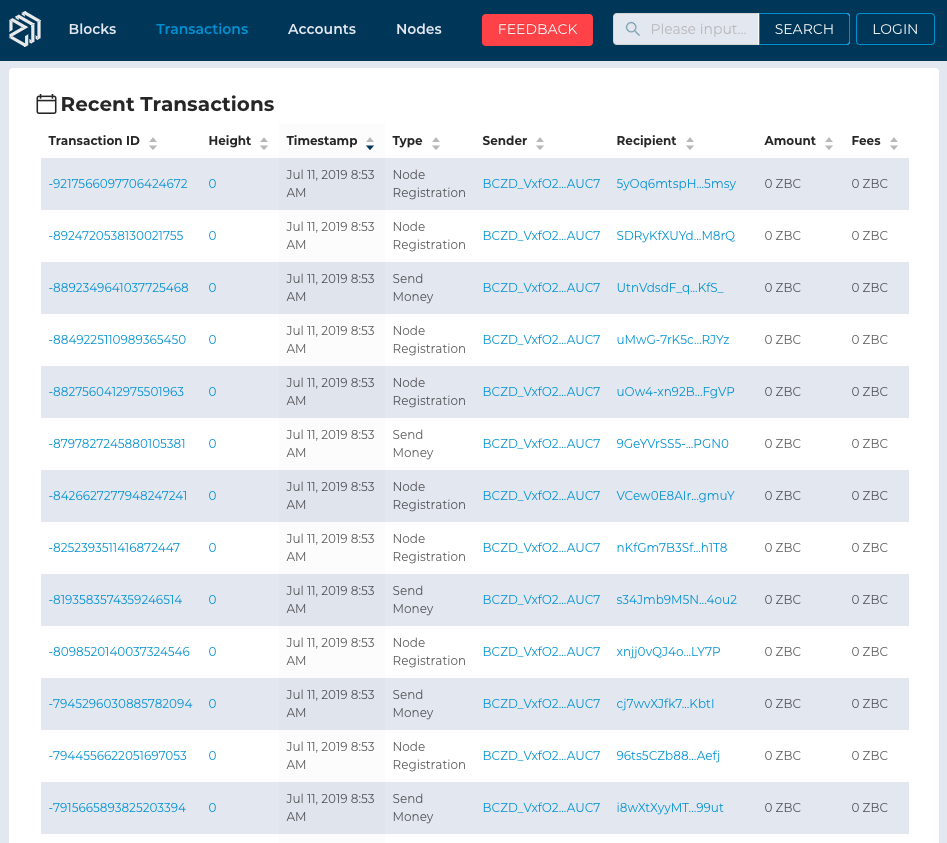 Blocks Transactions Accounts Nodes FEEDBACK Please input... SEARCH LOGIN
Recent Transactions
Transaction ID Height Timestamp Type Sender Recipient Amount Fees
-9217566097706424672 0 Jul 11, 2019 8:53 AM Node Registration BCZD_VxfO2...AUC7 5yOq6mtspH...5msy 0 ZBC 0 ZBC
-8924720538130021755 0 Jul 11, 2019 8:53 AM Node Registration BCZD_VxfO2...AUC7 SDRyKfXUYd...M8rQ 0 ZBC 0 ZBC
-8892349641037725468 0 Jul 11, 2019 8:53 AM Send Money BCZD_VxfO2...AUC7 UtnVdsdF_q...KfS_ 0 ZBC 0 ZBC
-8849225110989365450 0 Jul 11, 2019 8:53 AM Node Registration BCZD_VxfO2...AUC7 uMwG-7rK5c...RJYz 0 ZBC 0 ZBC
-8827560412975501963 0 Jul 11, 2019 8:53 AM Node Registration BCZD_VxfO2...AUC7 uOw4-xn92B...FgVP 0 ZBC 0 ZBC
-8797827245880105381 0 Jul 11, 2019 8:53 AM Send Money BCZD_VxfO2...AUC7 9GeYVrSS5-...PGN0 0 ZBC 0 ZBC
-8426627277948247241 0 Jul 11, 2019 8:53 AM Node Registration BCZD_VxfO2...AUC7 VCew0E8AIr...gmuY 0 ZBC 0 ZBC
-8252393511416872447 0 Jul 11, 2019 8:53 AM Node Registration BCZD_VxfO2...AUC7 nKfGm7B3Sf...h1T8 0 ZBC 0 ZBC
-8193583574359246514 0 Jul 11, 2019 8:53 AM Send Money BCZD_VxfO2...AUC7 s34Jmb9M5N...4ou2 0 ZBC 0 ZBC
-8098520140037324546 0 Jul 11, 2019 8:53 AM Node Registration BCZD_VxfO2...AUC7 xnjj0vQJ4o...LY7P 0 ZBC 0 ZBC
-7945296030885782094 0 Jul 11, 2019 8:53 AM Send Money BCZD_VxfO2...AUC7 cj7wvXJfk7...KbtI 0 ZBC 0 ZBC
-7944556622051697053 0 Jul 11, 2019 8:53 AM Node Registration BCZD_VxfO2...AUC7 96ts5CZb88...Aefj 0 ZBC 0 ZBC
-7915665893825203394 0 Jul 11, 2019 8:53 AM Send Money BCZD_VxfO2...AUC7 i8wXtXyyMT...99ut 0 ZBC 0 ZBC